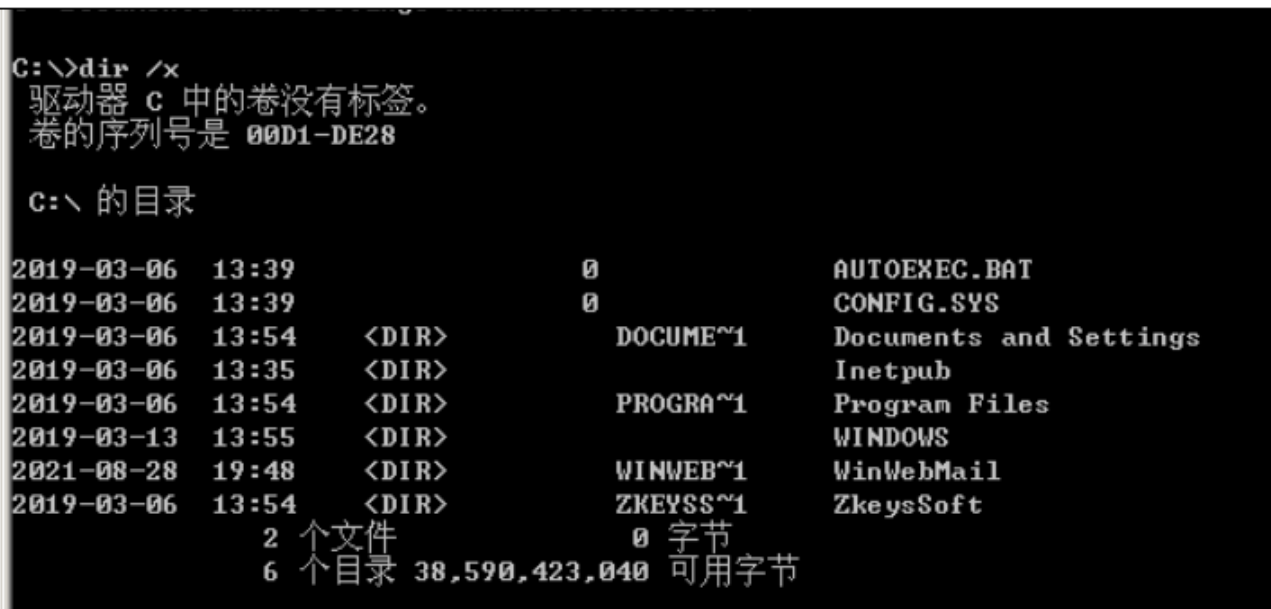 C:\>dir /x
驱动器 C 中的卷没有标签。
卷的序列号是 00D1-DE28
C:\ 的目录
2019-03-06  13:39                 0             AUTOEXEC.BAT
2019-03-06  13:39                 0             CONFIG.SYS
2019-03-06  13:54    <DIR>          DOCUME~1     Documents and Settings
2019-03-06  13:35    <DIR>                       Inetpub
2019-03-06  13:54    <DIR>          PROGRA~1     Program Files
2019-03-13  13:55    <DIR>                       WINDOWS
2021-08-28  19:48    <DIR>          WINWEB~1     WinWebMail
2019-03-06  13:54    <DIR>          ZKEYSS~1     ZkeysSoft
2 个文件              0 字节
6 个目录 38,590,423,040 可用字节